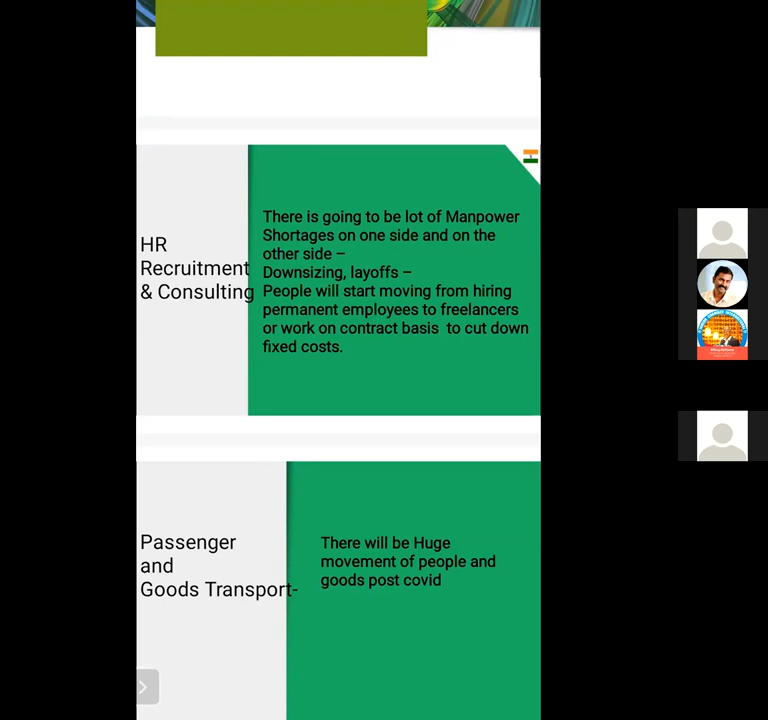 HR
Recruitment
& Consulting
There is going to be lot of Manpower
Shortages on one side and on the
other side –
Downsizing, layoffs –
People will start moving from hiring
permanent employees to freelancers
or work on contract basis to cut down
fixed costs.
Passenger
and
Goods Transport-
There will be Huge
movement of people and
goods post covid